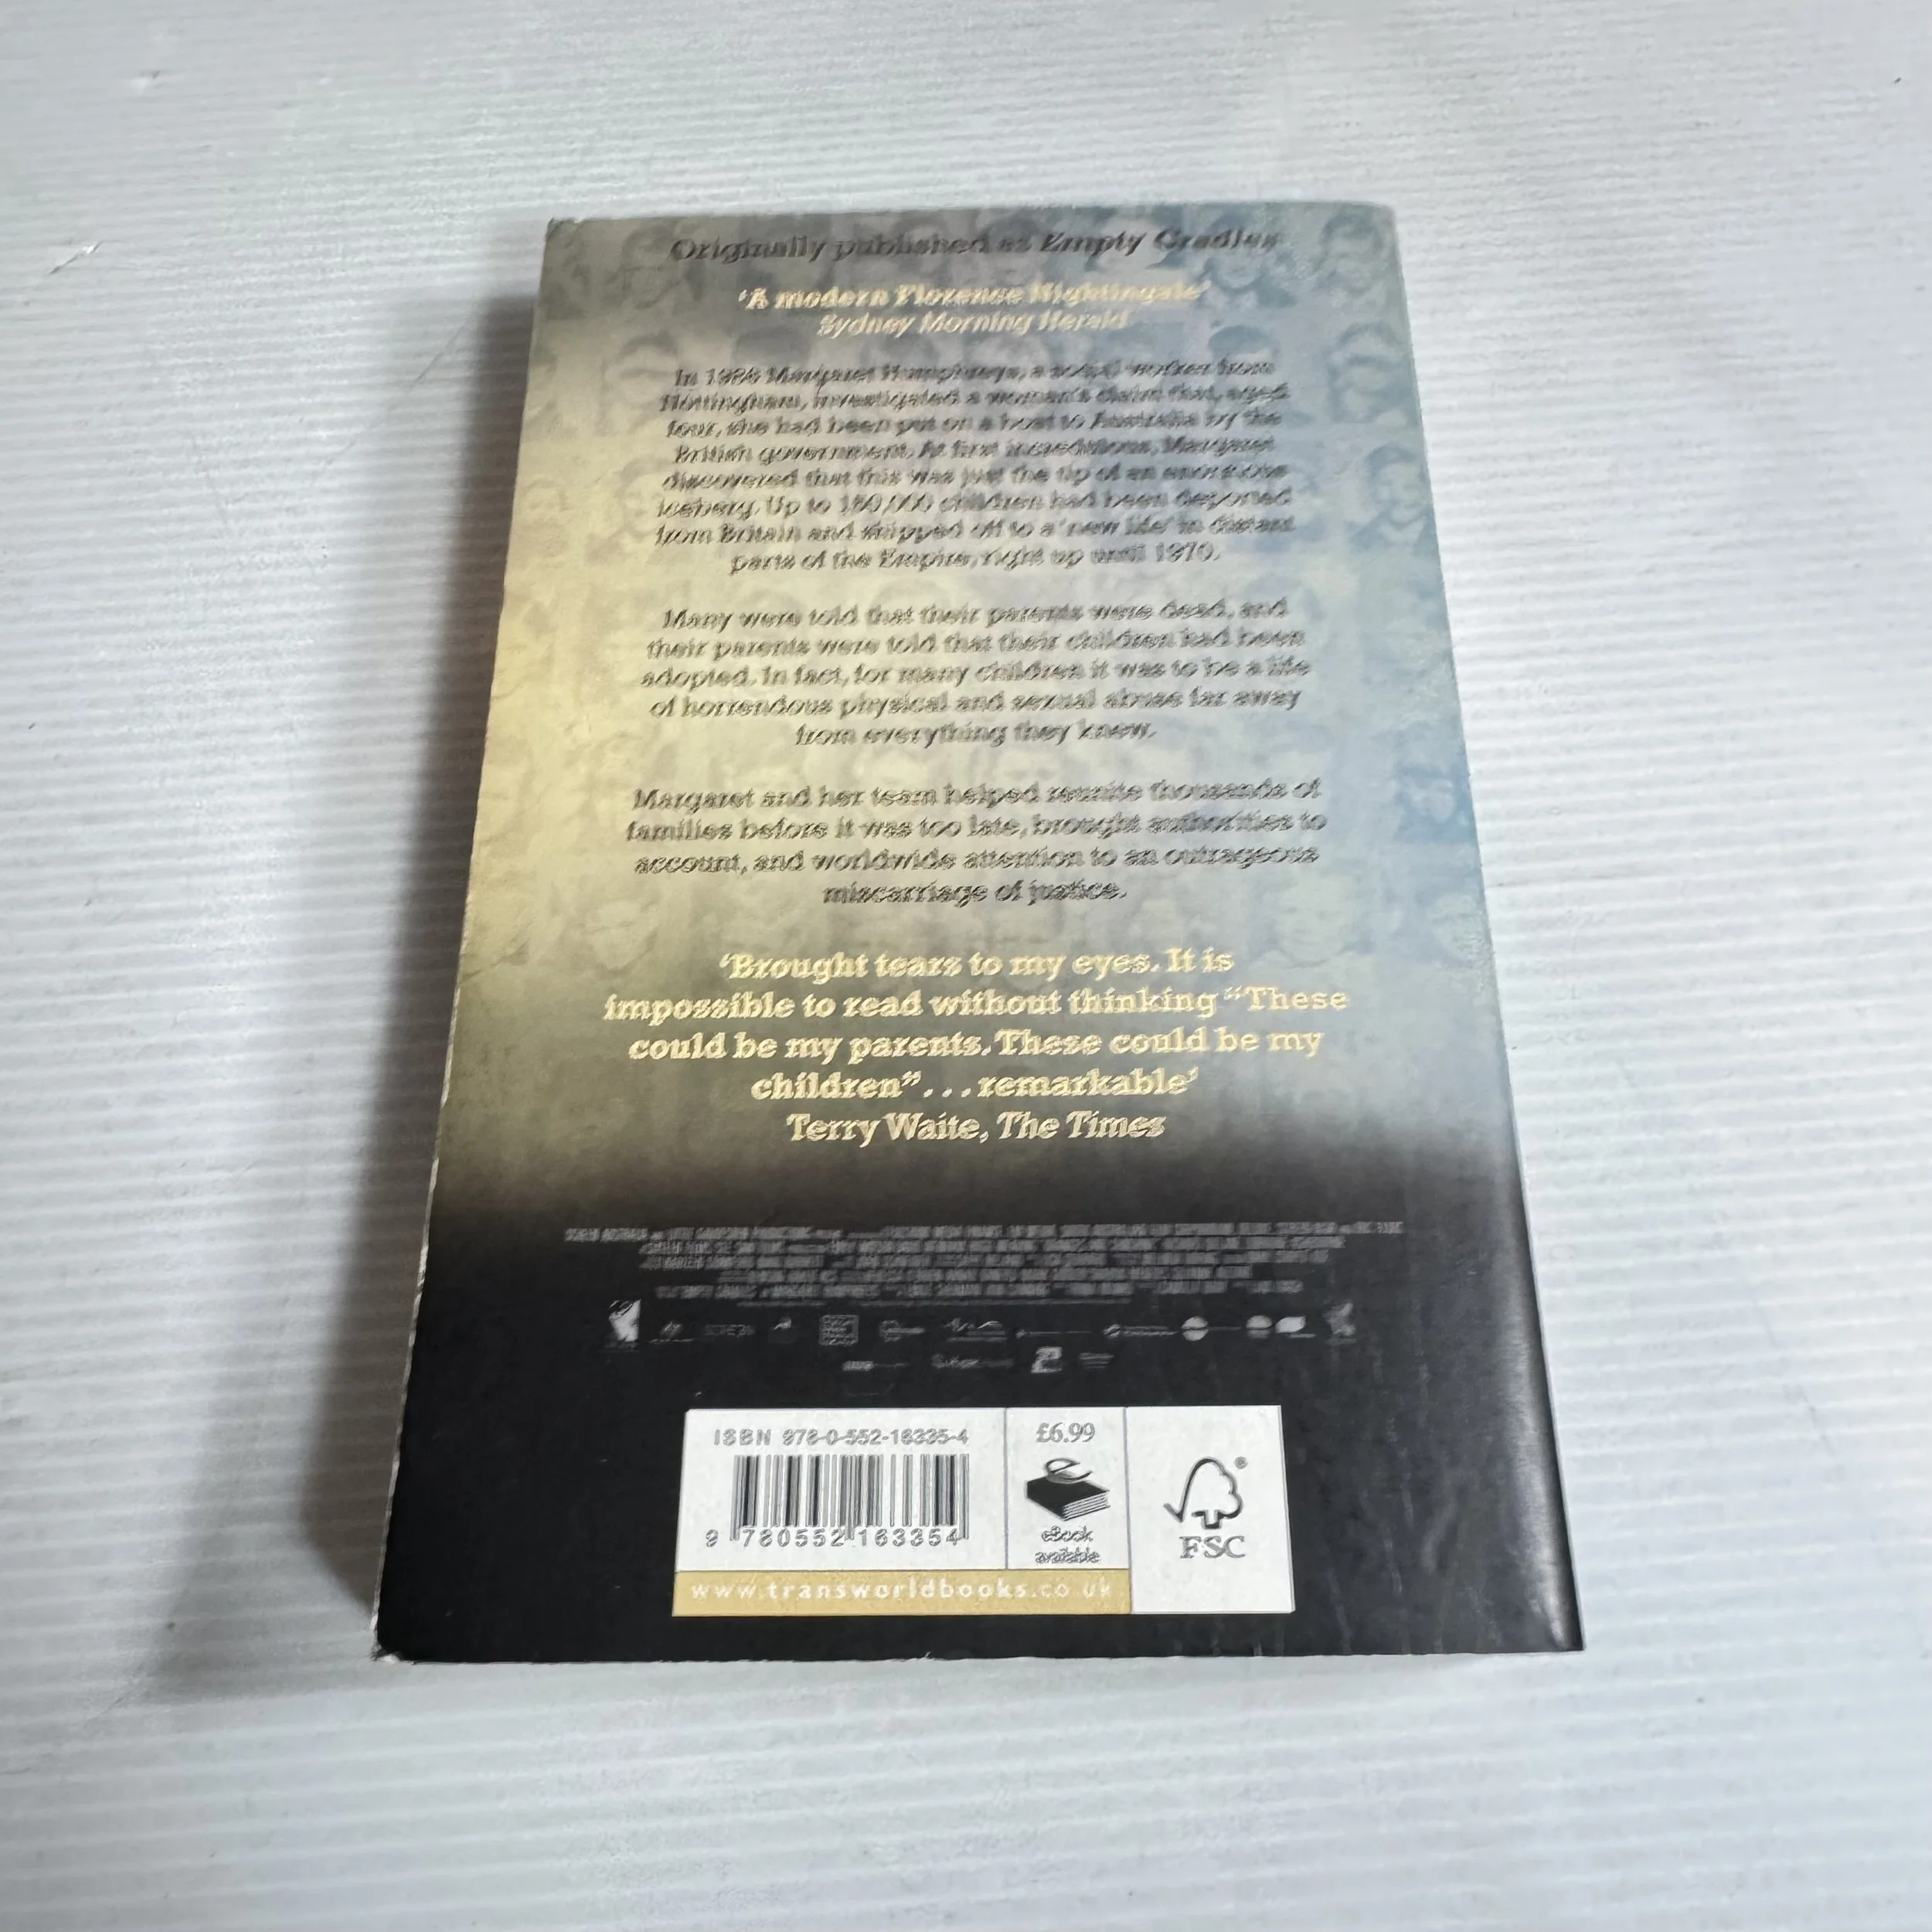 Originally published as Empty Cradles
‘A modern Florence Nightingale’
Sydney Morning Herald
In 1986 Margaret Humphreys, a social worker from
Nottingham, investigated a woman's claim that, aged
four, she had been put on a boat to Australia by the
British government. At first incredulous, Margaret
discovered that this was just the tip of an enormous
iceberg. Up to 150,000 children had been deported
from Britain and shipped off to a ‘new life’ in distant
parts of the Empire, right up until 1970.
Many were told that their parents were dead, and
their parents were told that their children had been
adopted. In fact, for many children it was to be a life
of horrendous physical and sexual abuse far away
from everything they knew.
Margaret and her team helped reunite thousands of
families before it was too late, brought authorities to
account, and worldwide attention to an outrageous
miscarriage of justice.
‘Brought tears to my eyes. It is
impossible to read without thinking “These
could be my parents. These could be my
children” . . . remarkable’
Terry Waite, The Times
ISBN 978-0-552-16335-4
9 780552 163354
£6.99
eBook
available
FSC
www.transworldbooks.co.uk